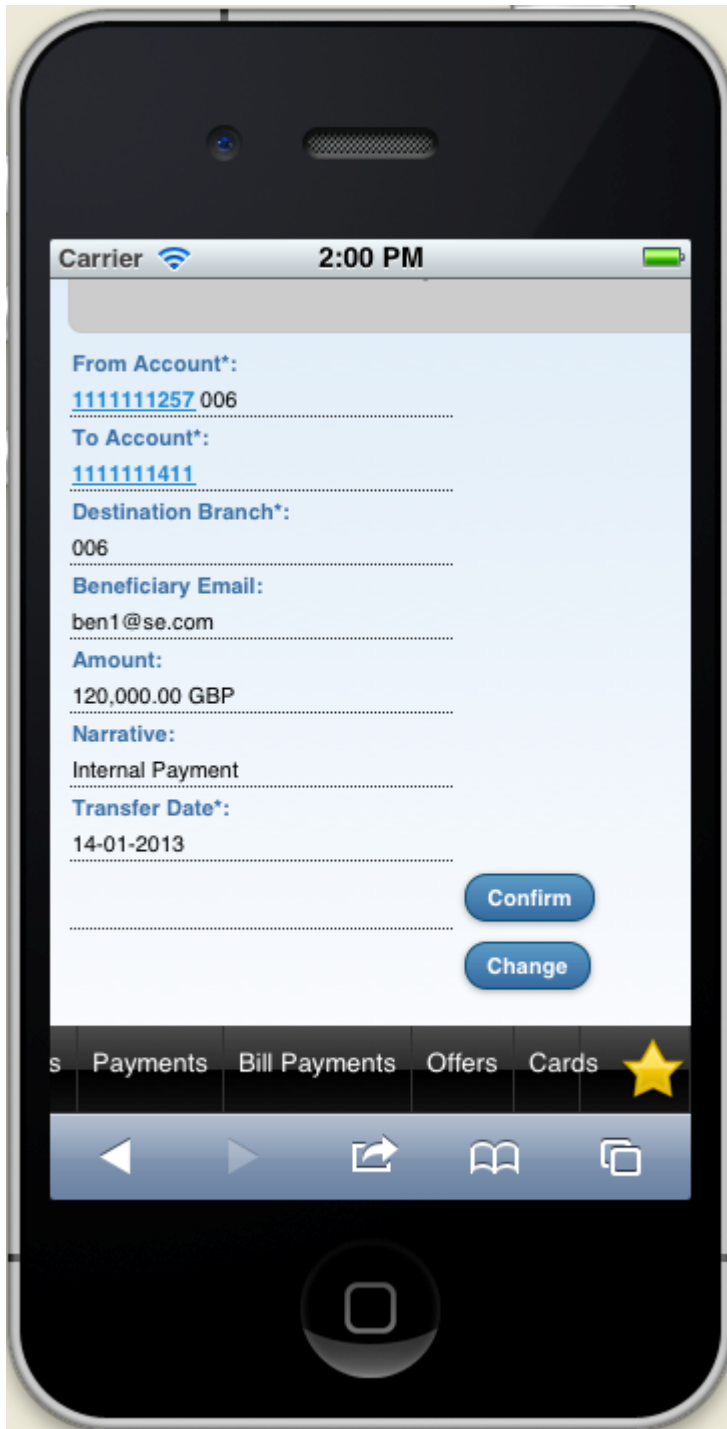 Carrier 2:00 PM
From Account*:
1111111257 006
To Account*:
1111111411
Destination Branch*:
006
Beneficiary Email:
ben1@se.com
Amount:
120,000.00 GBP
Narrative:
Internal Payment
Transfer Date*:
14-01-2013
Confirm
Change
s Payments Bill Payments Offers Cards